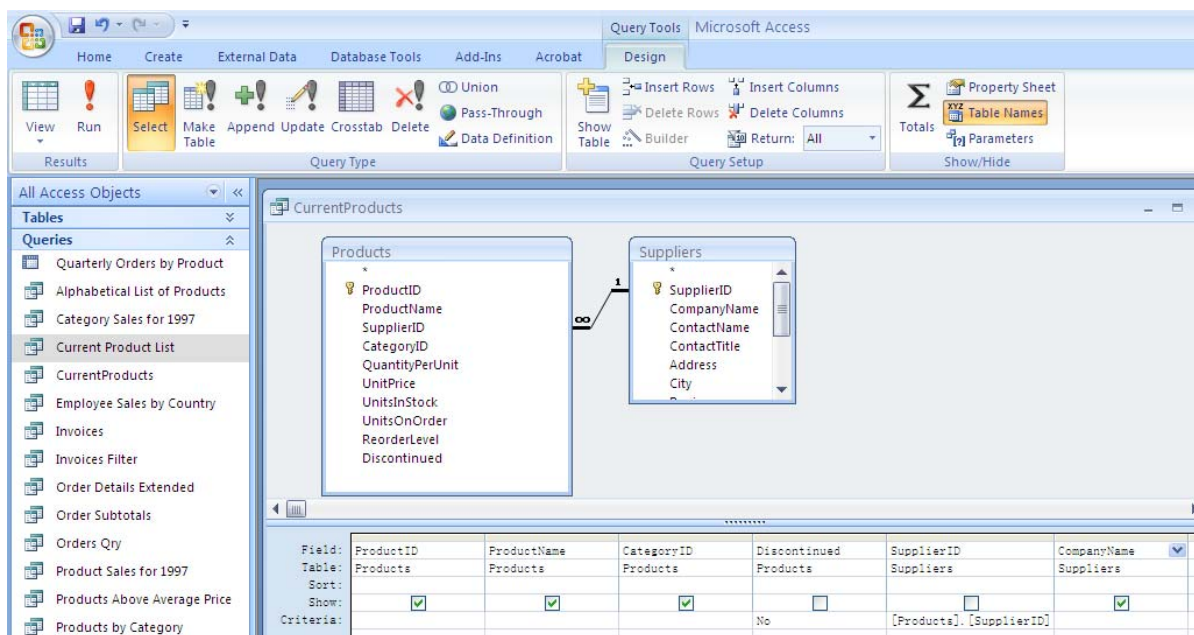 Query Tools Microsoft Access
Home Create External Data Database Tools Add-Ins Acrobat Design
View Run Select Make Table Append Update Crosstab Delete
Union
Pass-Through
Data Definition
Show Table
Insert Rows Insert Columns
Delete Rows Delete Columns
Builder Return: All
Totals
Property Sheet
XYZ Table Names
Parameters
Results Query Type Query Setup Show/Hide
All Access Objects
Tables
Queries
Quarterly Orders by Product
Alphabetical List of Products
Category Sales for 1997
Current Product List
CurrentProducts
Employee Sales by Country
Invoices
Invoices Filter
Order Details Extended
Order Subtotals
Orders Qry
Product Sales for 1997
Products Above Average Price
Products by Category
CurrentProducts
Products
*
ProductID
ProductName
SupplierID
CategoryID
QuantityPerUnit
UnitPrice
UnitsInStock
UnitsOnOrder
ReorderLevel
Discontinued
∞ 1
Suppliers
*
SupplierID
CompanyName
ContactName
ContactTitle
Address
City
Field: ProductID ProductName CategoryID Discontinued SupplierID CompanyName
Table: Products Products Products Products Suppliers Suppliers
Sort:
Show:
Criteria: No [Products].[SupplierID]